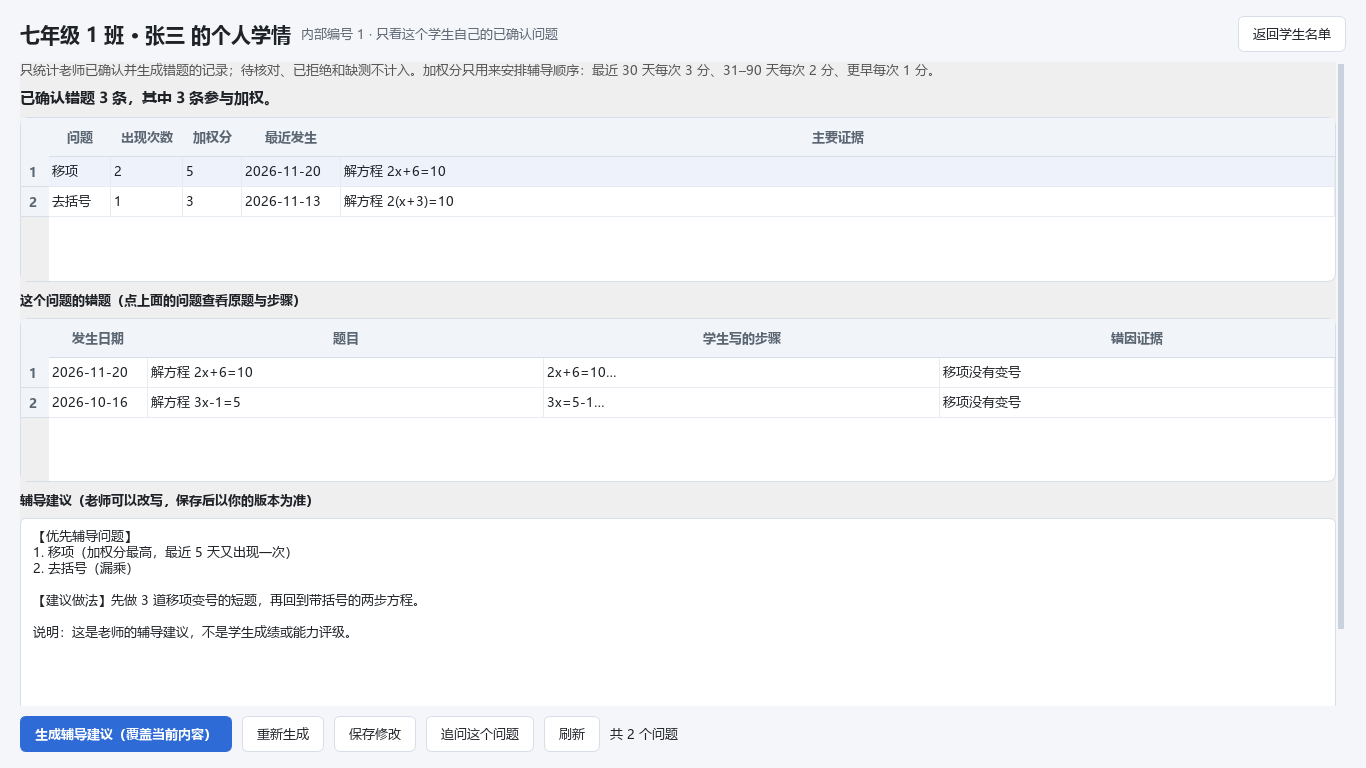 七年级 1 班 • 张三 的个人学情 内部编号 1 · 只看这个学生自己的已确认问题 返回学生名单
只统计老师已确认并生成错题的记录；待核对、已拒绝和缺测不计入。加权分只用来安排辅导顺序：最近 30 天每次 3 分、31–90 天每次 2 分、更早每次 1 分。
已确认错题 3 条，其中 3 条参与加权。
问题 出现次数 加权分 最近发生 主要证据
1 移项 2 5 2026-11-20 解方程 2x+6=10
2 去括号 1 3 2026-11-13 解方程 2(x+3)=10
这个问题的错题（点上面的问题查看原题与步骤）
发生日期 题目 学生写的步骤 错因证据
1 2026-11-20 解方程 2x+6=10 2x+6=10... 移项没有变号
2 2026-10-16 解方程 3x-1=5 3x=5-1... 移项没有变号
辅导建议（老师可以改写，保存后以你的版本为准）
【优先辅导问题】
1. 移项（加权分最高，最近 5 天又出现一次）
2. 去括号（漏乘）
【建议做法】先做 3 道移项变号的短题，再回到带括号的两步方程。
说明：这是老师的辅导建议，不是学生成绩或能力评级。
生成辅导建议（覆盖当前内容） 重新生成 保存修改 追问这个问题 刷新 共 2 个问题